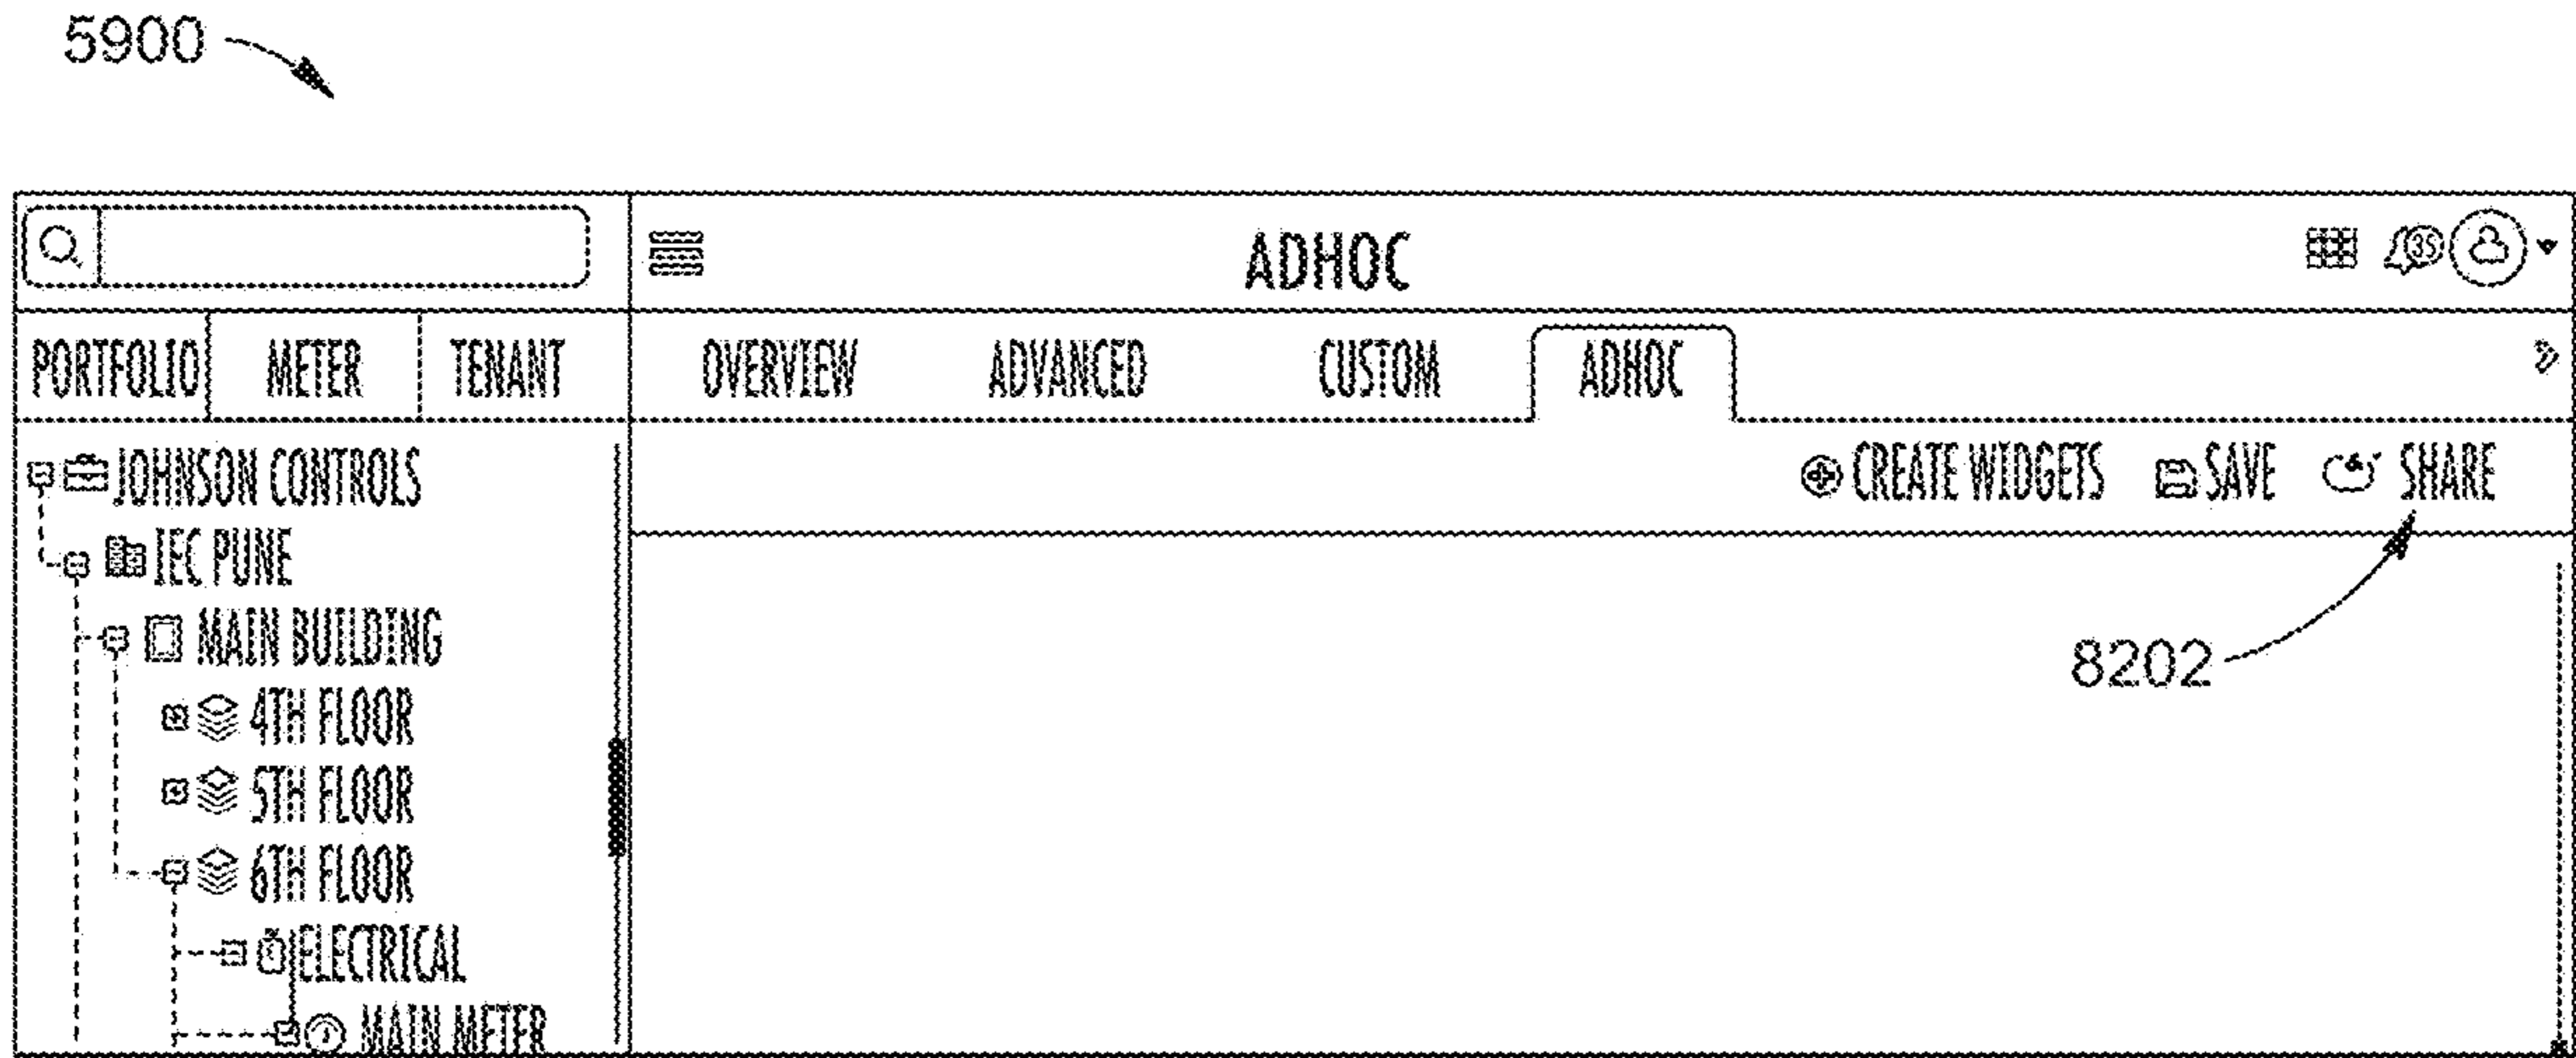 5900
ADHOC 35
PORTFOLIO METER TENANT OVERVIEW ADVANCED CUSTOM ADHOC
JOHNSON CONTROLS
CREATE WIDGETS SAVE SHARE
IEC PUNE
MAIN BUILDING
8202
4TH FLOOR
5TH FLOOR
6TH FLOOR
ELECTRICAL
MAIN METER